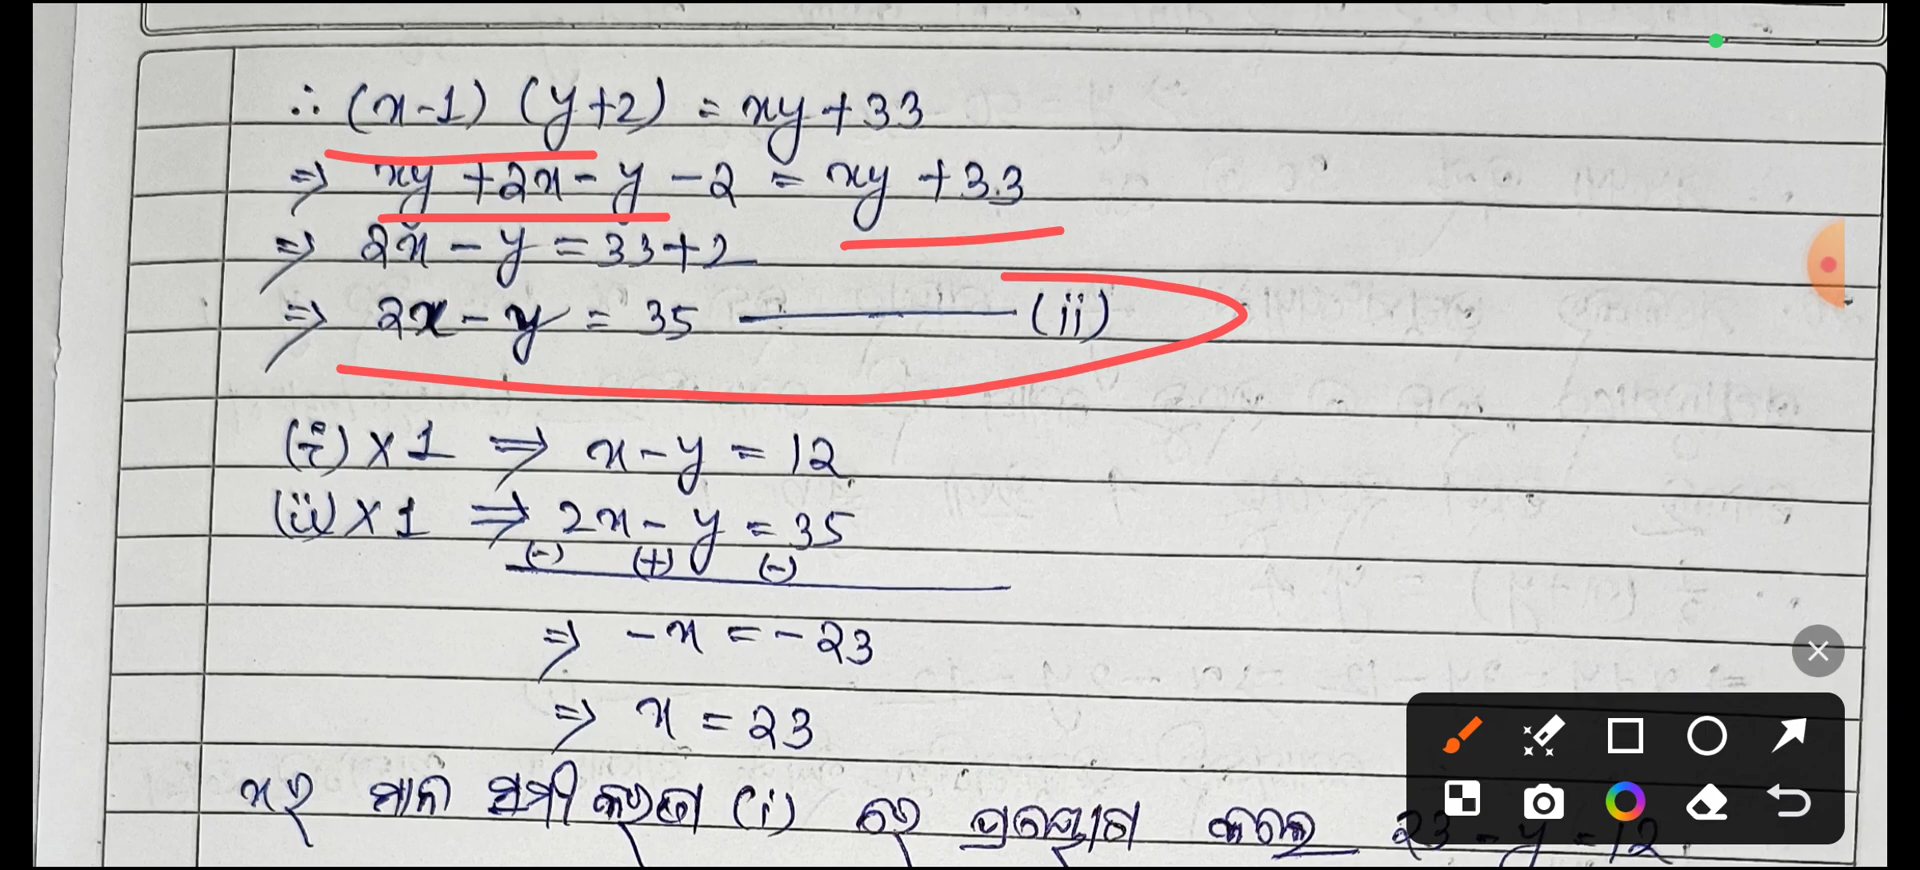 ∴ (x-1) (y+2) = xy+33
⇒ xy +2x - y - 2 = xy +33
⇒ 2x - y = 33+2
⇒ 2x - y = 35 ——— (ii)
(i) × 1 ⇒ x - y = 12
(ii) × 1 ⇒ 2x - y = 35
(-) (+) (-)
⇒ -x = -23
⇒ x = 23
xର ମାନ ସମୀକରଣ (i) ରେ ପ୍ରୟୋଗ କଲେ 23 - y = 12